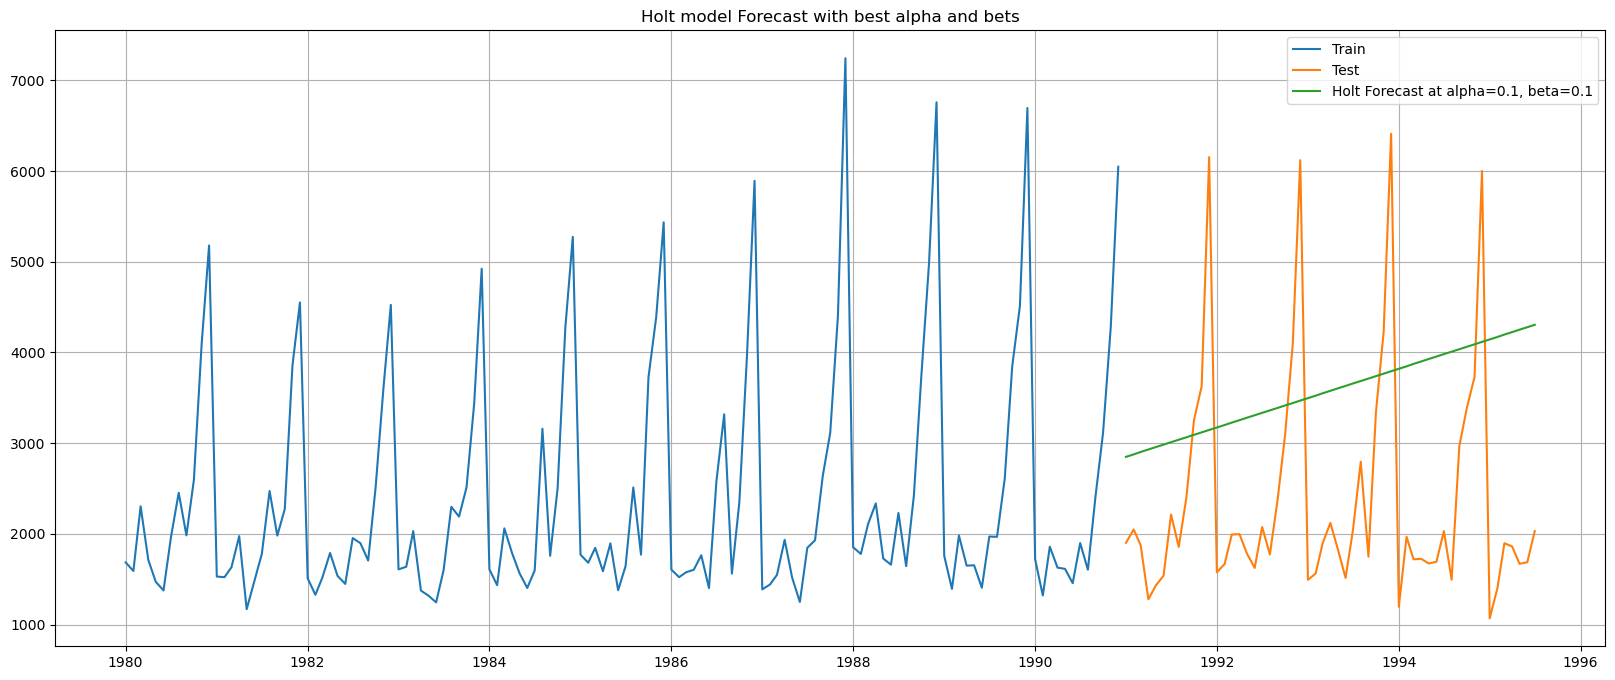 Holt model Forecast with best alpha and bets
Train
Test
Holt Forecast at alpha=0.1, beta=0.1
7000
6000
5000
4000
3000
2000
1000
1980 1982 1984 1986 1988 1990 1992 1994 1996